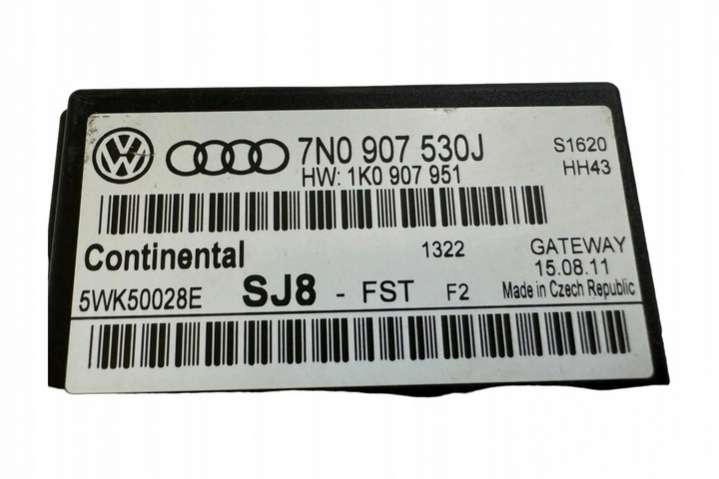 7N0 907 530J S1620
HW: 1K0 907 951 HH43
Continental 1322 GATEWAY
15.08.11
5WK50028E SJ8 - FST F2 Made in Czech Republic